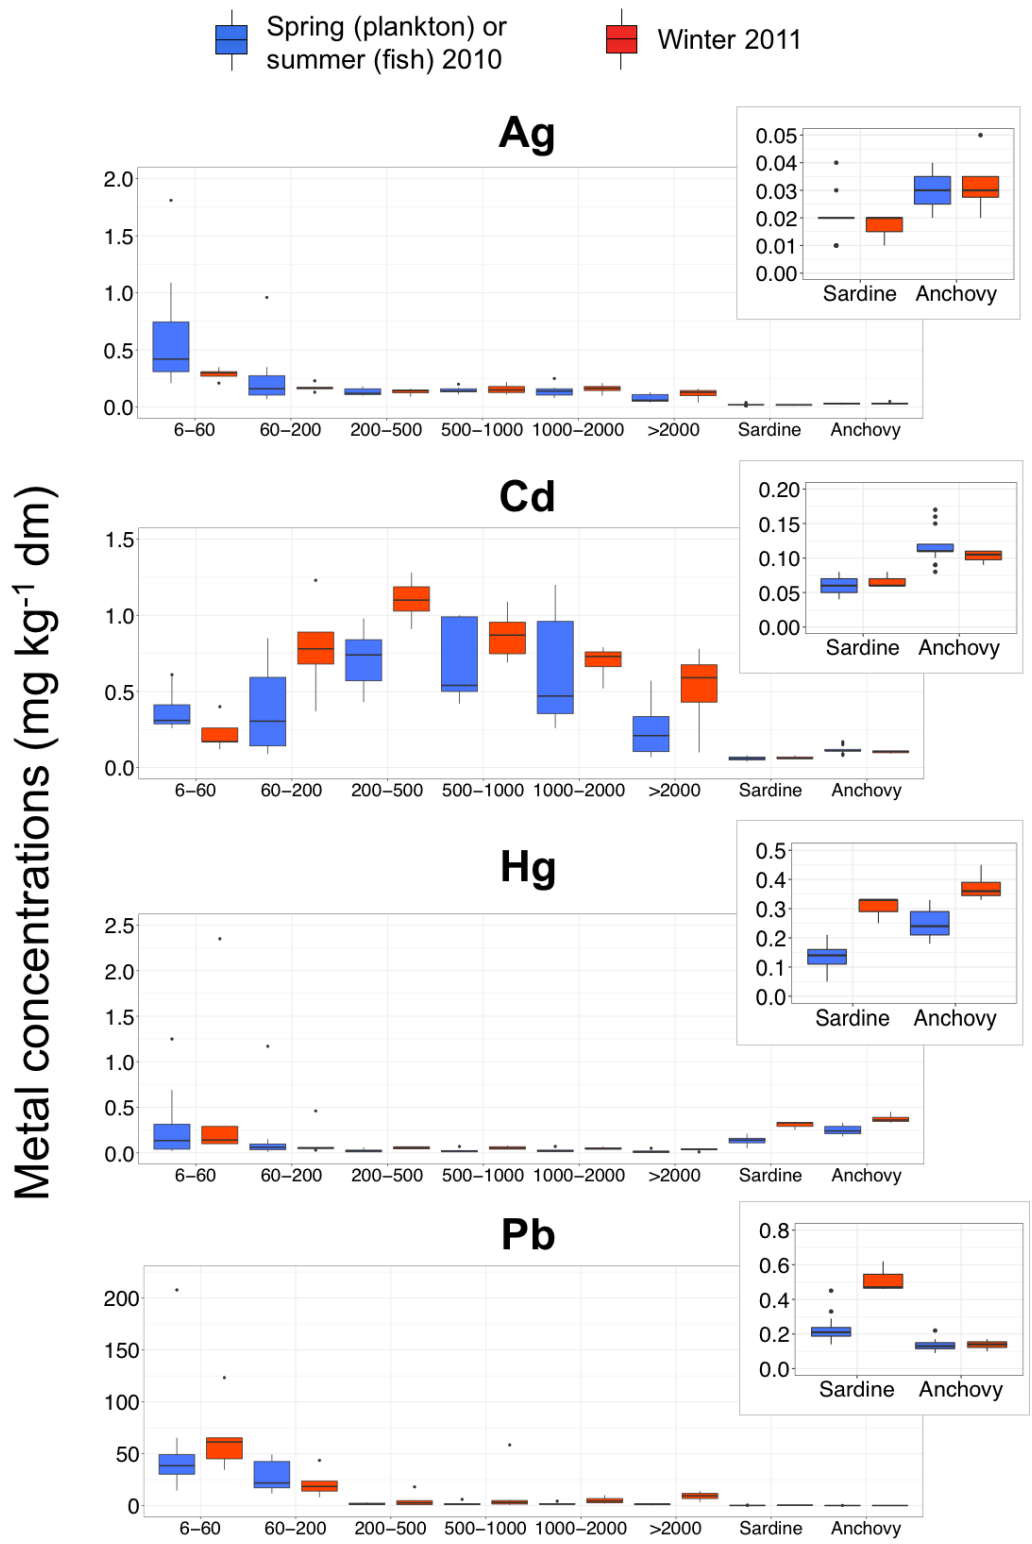 Spring (plankton) or
summer (fish) 2010
Winter 2011
Metal concentrations (mg kg-1 dm)
Ag
2.0
1.5
1.0
0.5
0.0
6−60 60−200 200−500 500−1000 1000−2000 >2000 Sardine Anchovy
0.05
0.04
0.03
0.02
0.01
0.00
Sardine Anchovy
Cd
1.5
1.0
0.5
0.0
6−60 60−200 200−500 500−1000 1000−2000 >2000 Sardine Anchovy
0.20
0.15
0.10
0.05
0.00
Sardine Anchovy
Hg
2.5
2.0
1.5
1.0
0.5
0.0
6−60 60−200 200−500 500−1000 1000−2000 >2000 Sardine Anchovy
0.5
0.4
0.3
0.2
0.1
0.0
Sardine Anchovy
Pb
200
150
100
50
0
6−60 60−200 200−500 500−1000 1000−2000 >2000 Sardine Anchovy
0.8
0.6
0.4
0.2
0.0
Sardine Anchovy